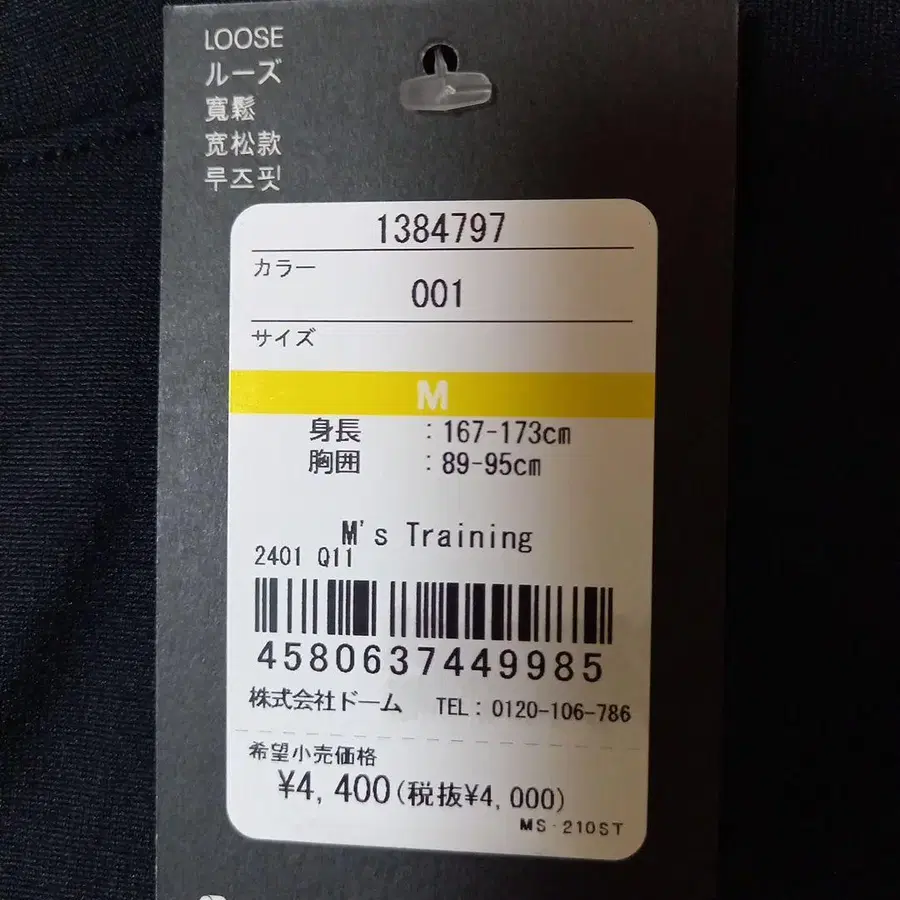 LOOSE
ルーズ
寬鬆
宽松款
루즈핏
1384797
カラー
001
サイズ
M
身長 : 167-173cm
胸囲 : 89-95cm
M's Training
2401 Q11
4580637449985
株式会社ドーム TEL : 0120-106-786
希望小売価格
¥4,400(税抜¥4,000)
MS-210ST